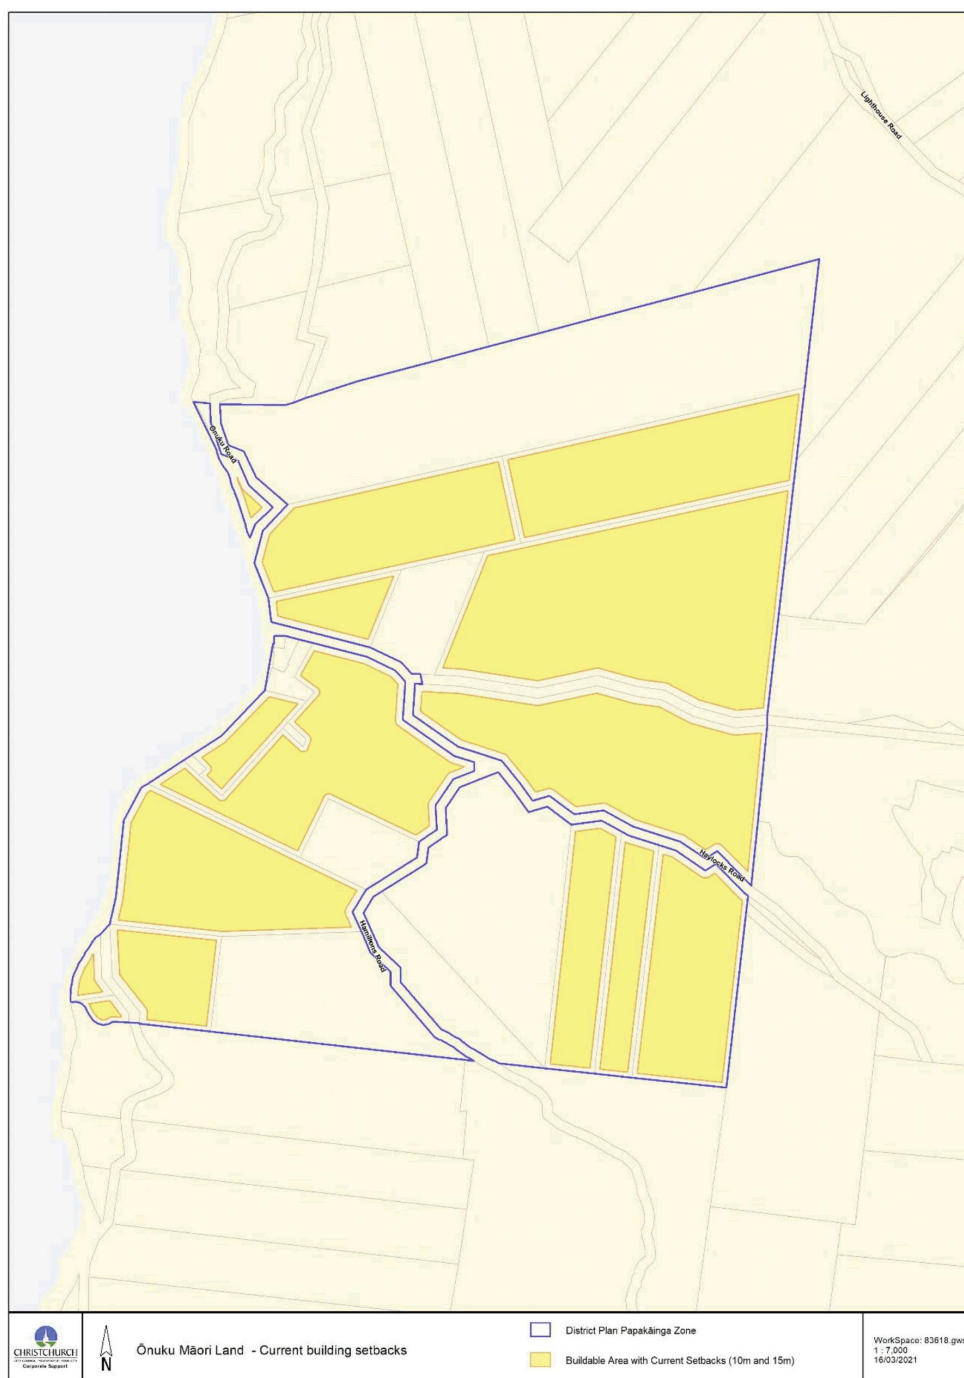 Lighthouse Road
Ōnuku Road
Haylocks Road
Hamiltons Road
CHRISTCHURCH
Corporate Support
N
Ōnuku Māori Land - Current building setbacks
District Plan Papakāinga Zone
Buildable Area with Current Setbacks (10m and 15m)
WorkSpace: 83618.gws
1 : 7,000
16/03/2021